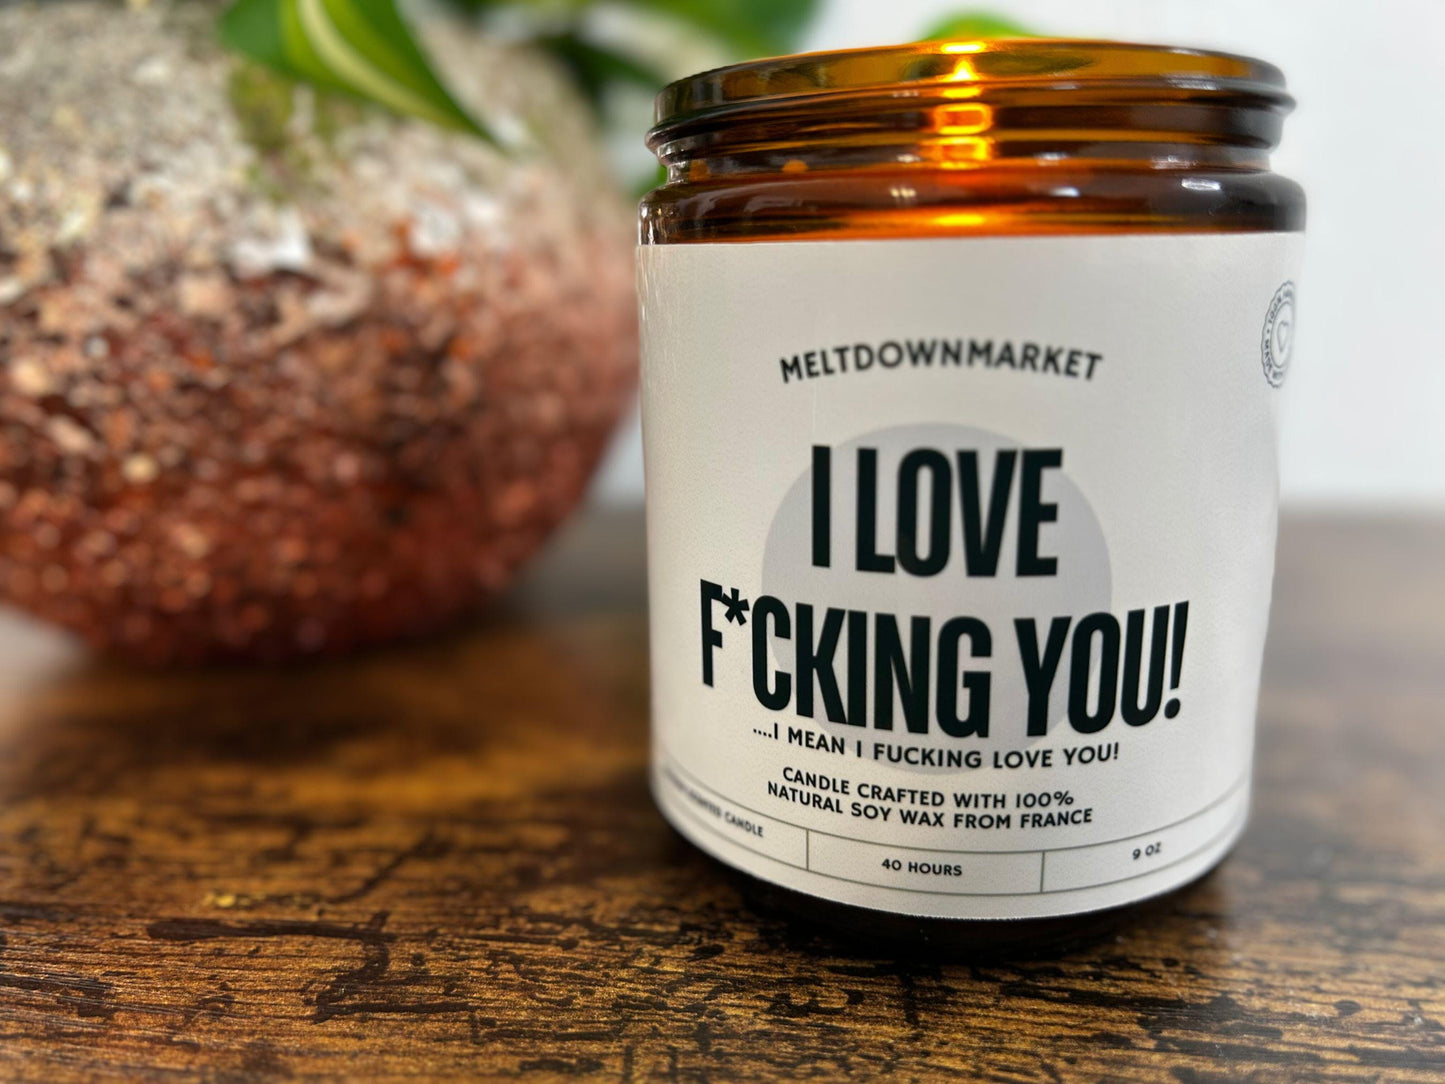 MELTDOWNMARKET
I LOVE
F*CKING YOU!
....I MEAN I FUCKING LOVE YOU!
CANDLE CRAFTED WITH 100%
NATURAL SOY WAX FROM FRANCE
CANDLE
40 HOURS
9 OZ